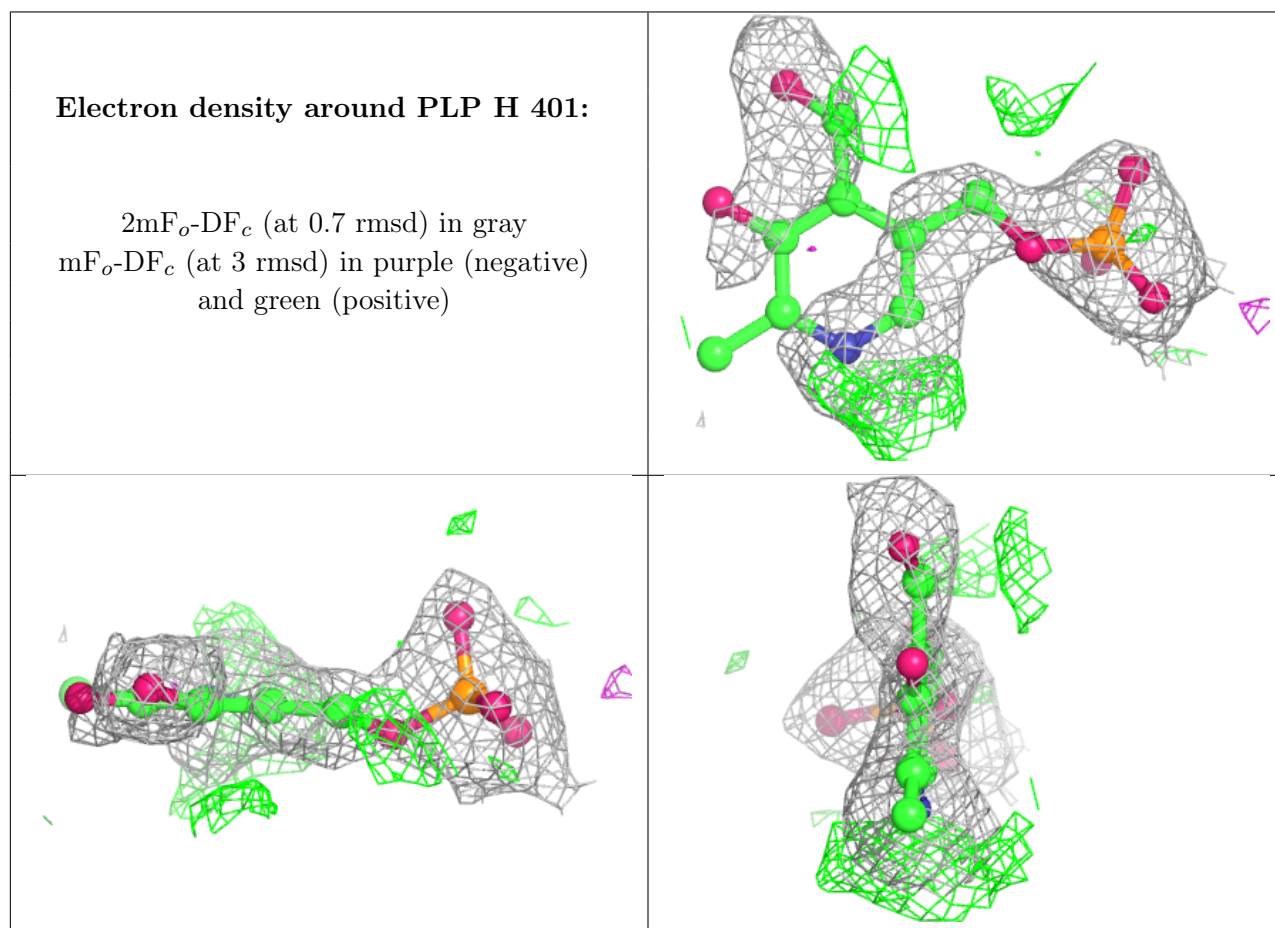 Electron density around PLP H 401:
2mFo-DFc (at 0.7 rmsd) in gray
mFo-DFc (at 3 rmsd) in purple (negative)
and green (positive)